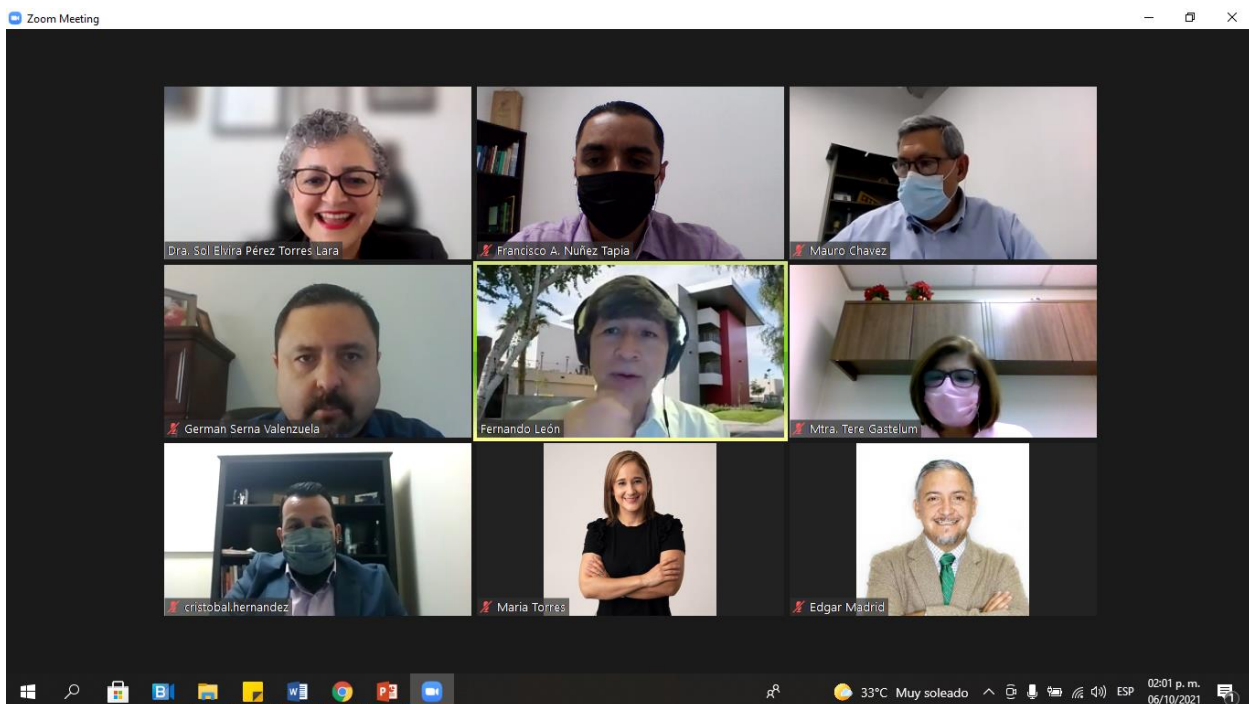 Zoom Meeting
Dra. Sol Elvira Pérez Torres Lara
Francisco A. Nuñez Tapia
Mauro Chavez
German Serna Valenzuela
Fernando León
Mtra. Tere Gastelum
cristobal.hernandez
Maria Torres
Edgar Madrid
33°C Muy soleado
ESP
02:01 p. m.
06/10/2021
1